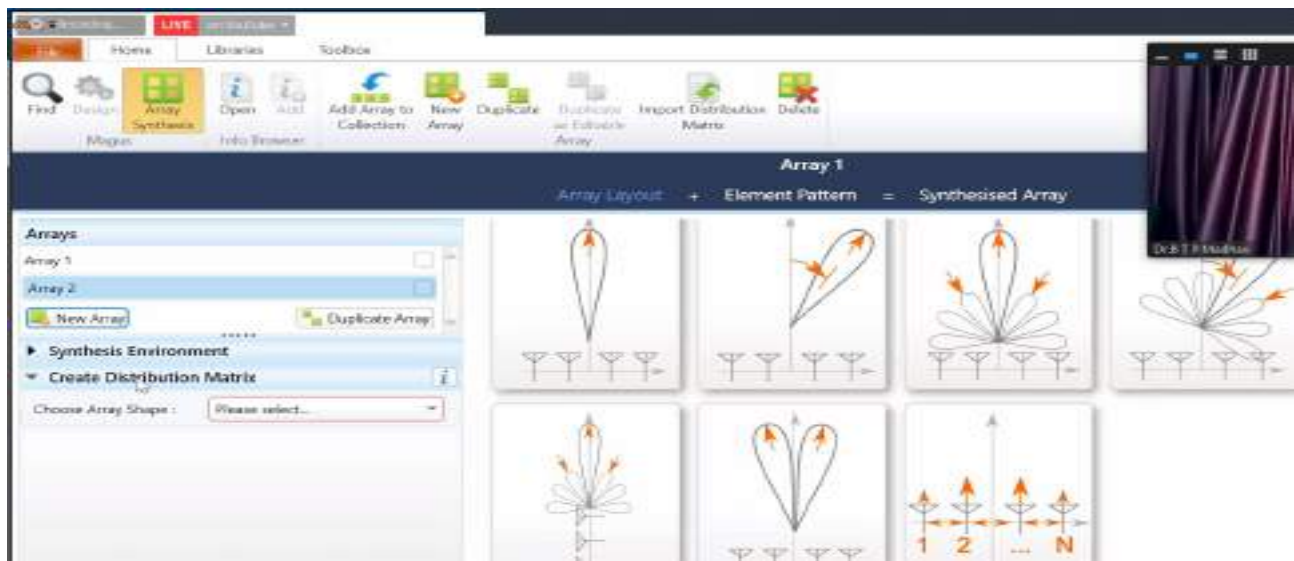 LIVE
File Home Libraries Toolbox
Find Design Array Synthesis Open Add Add Array to Collection New Array Duplicate Duplicate as Editable Array Import Distribution Matrix Delete
Magus Info Browser
Array 1
Array Layout + Element Pattern = Synthesised Array
Arrays
Array 1
Array 2
New Array Duplicate Array
Synthesis Environment
Create Distribution Matrix i
Choose Array Shape : Please select...
1 2 ... N